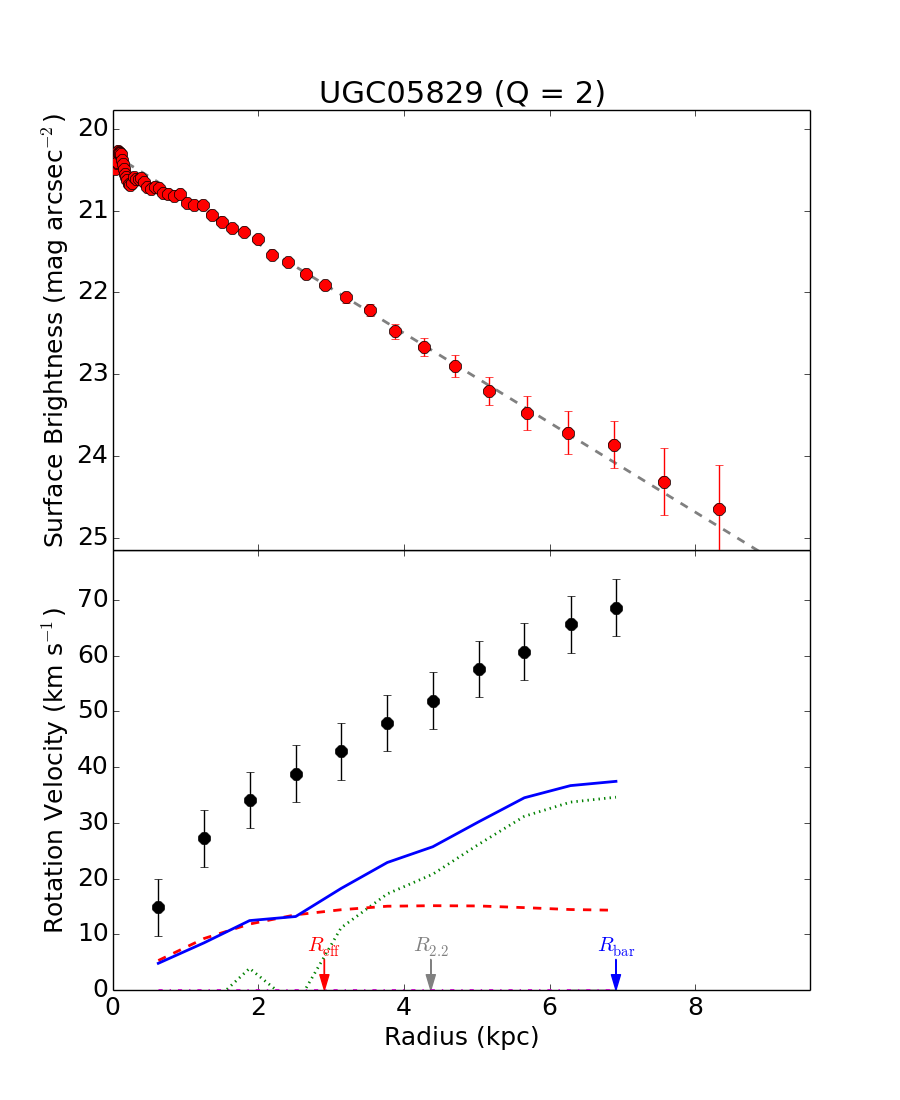 UGC05829 (Q = 2)
20
21
22
23
24
25
Surface Brightness (mag arcsec⁻²)
70
60
50
40
30
20
10
0
Rotation Velocity (km s⁻¹)
R_eff
R_2.2
R_bar
0 2 4 6 8
Radius (kpc)